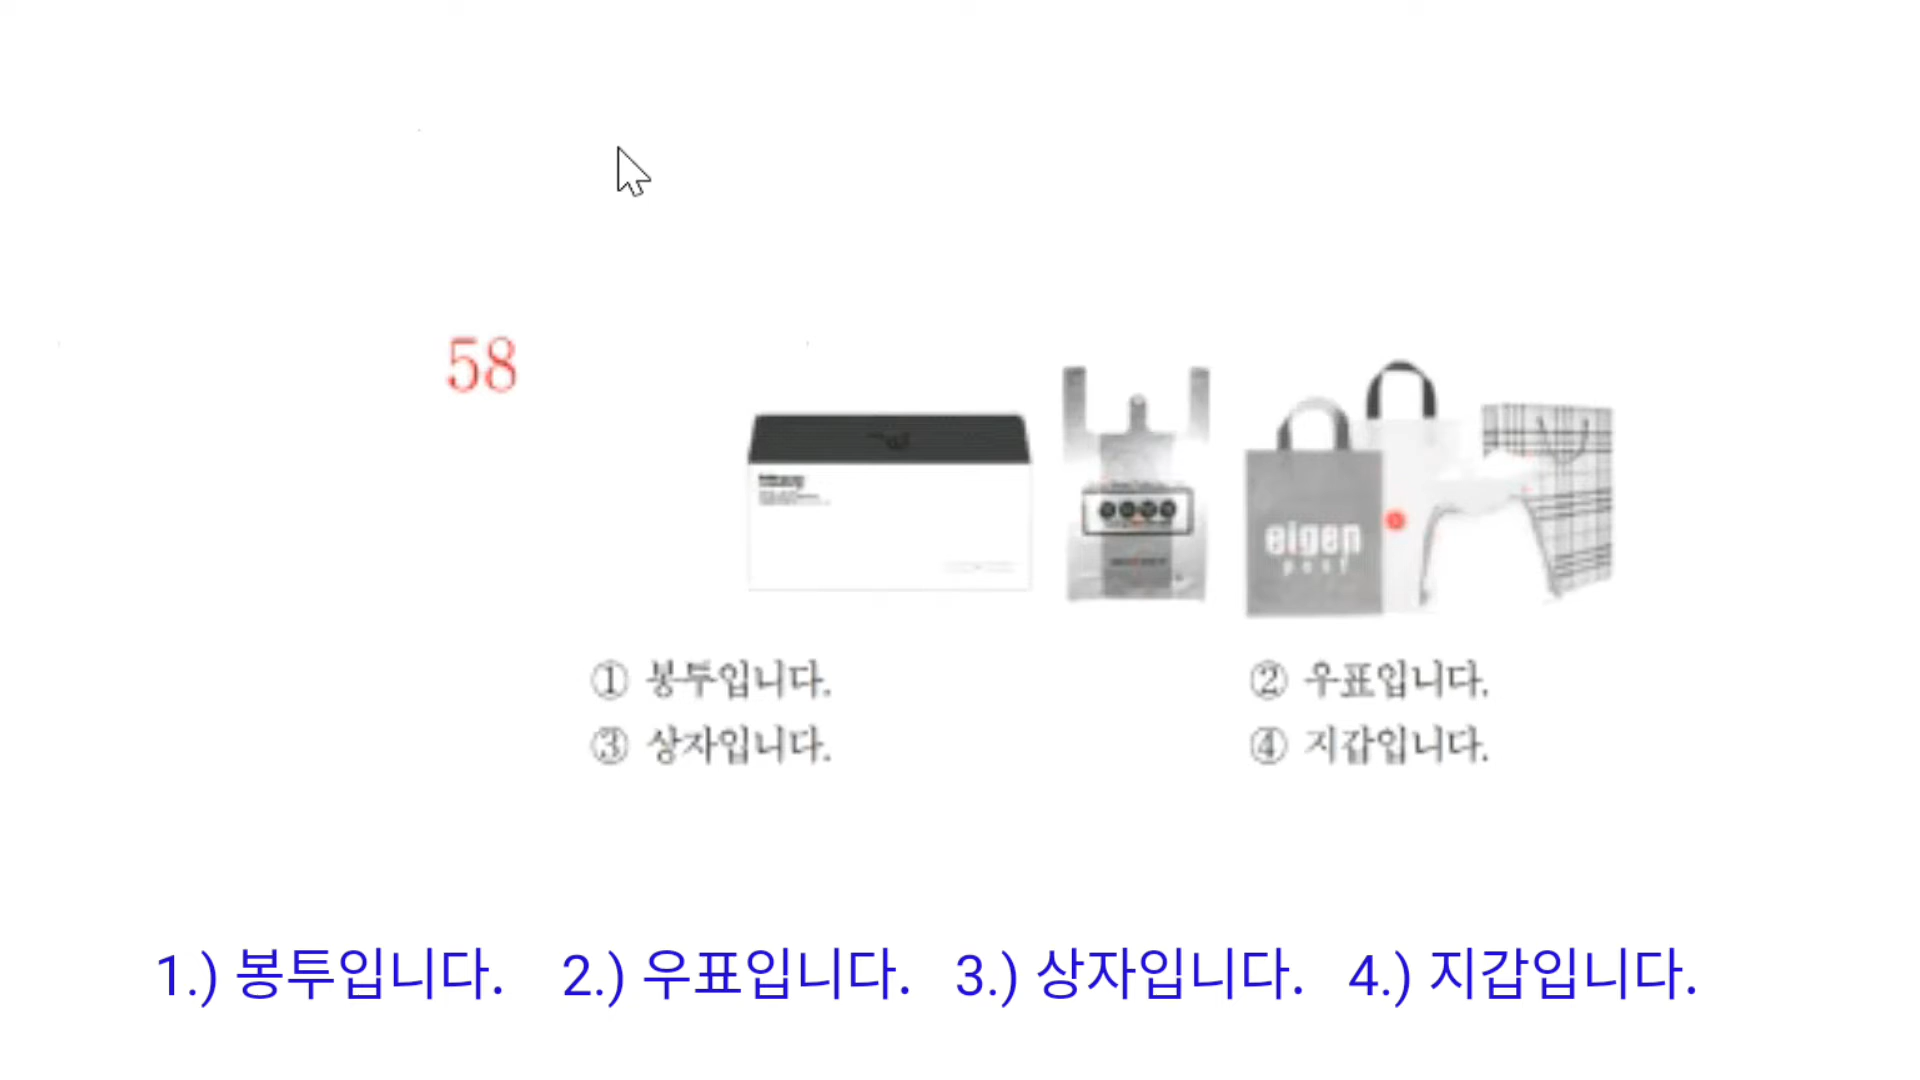 58
eigen
post
① 봉투입니다.
② 우표입니다.
③ 상자입니다.
④ 지갑입니다.
1.) 봉투입니다. 2.) 우표입니다. 3.) 상자입니다. 4.) 지갑입니다.